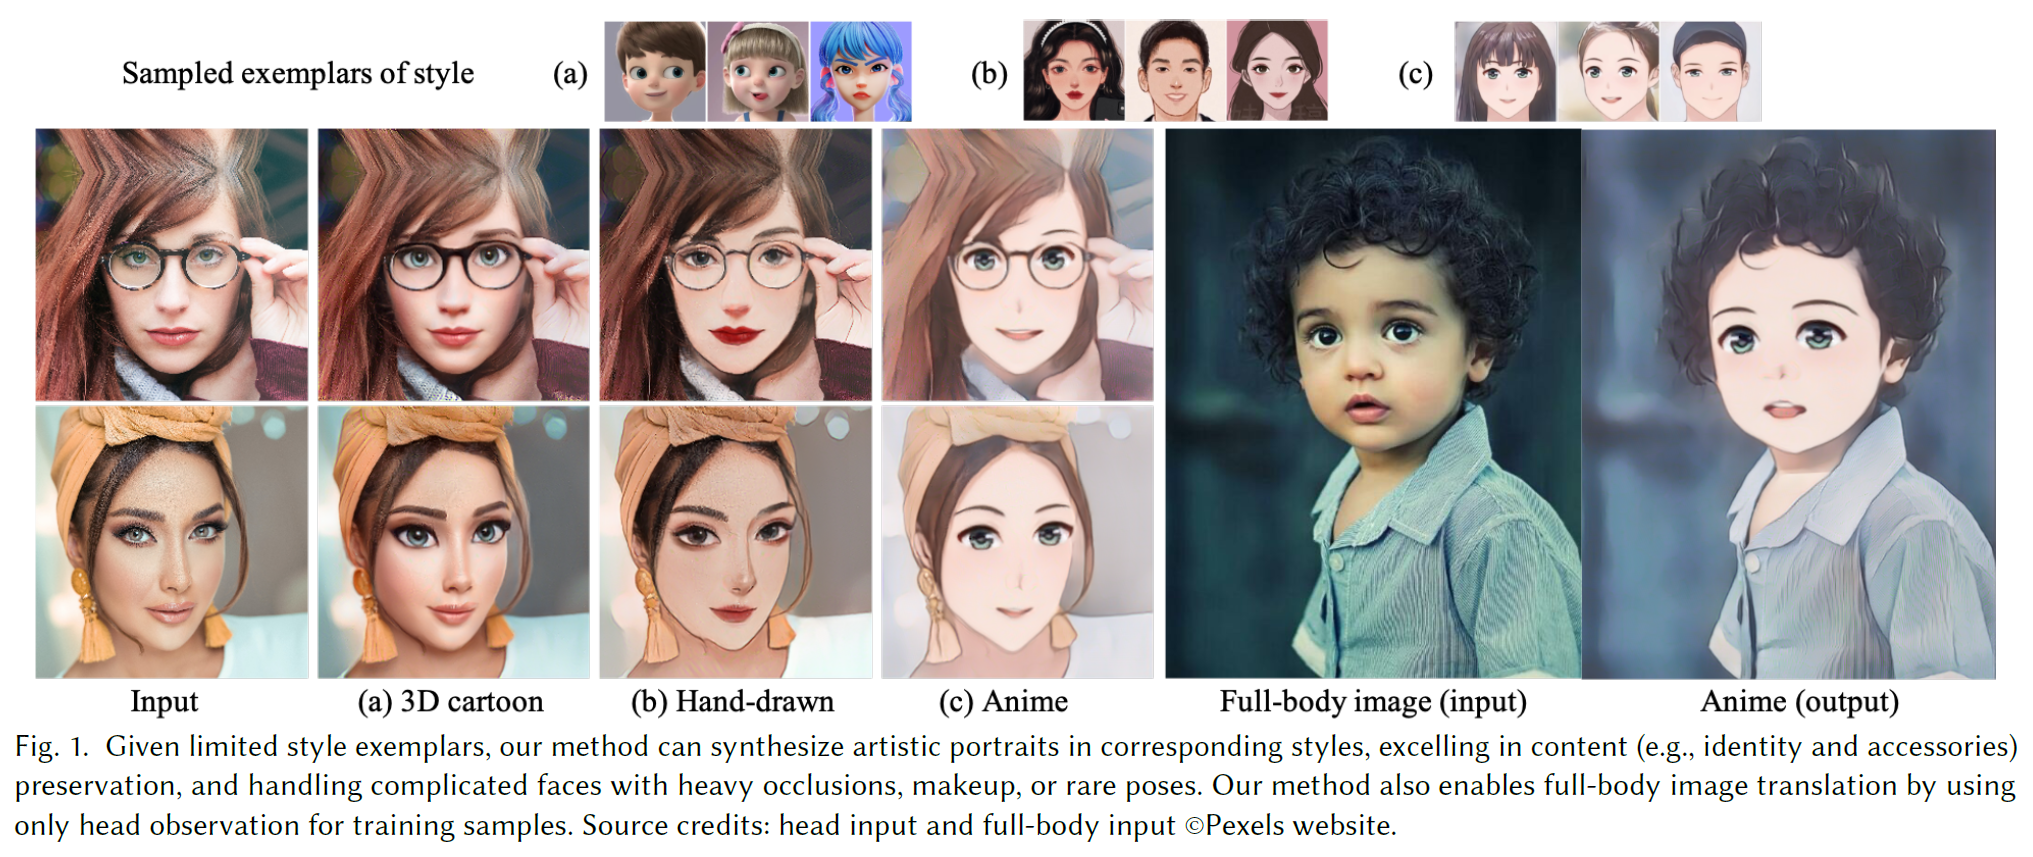 Sampled exemplars of style (a) (b) (c)
Input (a) 3D cartoon (b) Hand-drawn (c) Anime Full-body image (input) Anime (output)
Fig. 1. Given limited style exemplars, our method can synthesize artistic portraits in corresponding styles, excelling in content (e.g., identity and accessories)
preservation, and handling complicated faces with heavy occlusions, makeup, or rare poses. Our method also enables full-body image translation by using
only head observation for training samples. Source credits: head input and full-body input ©Pexels website.